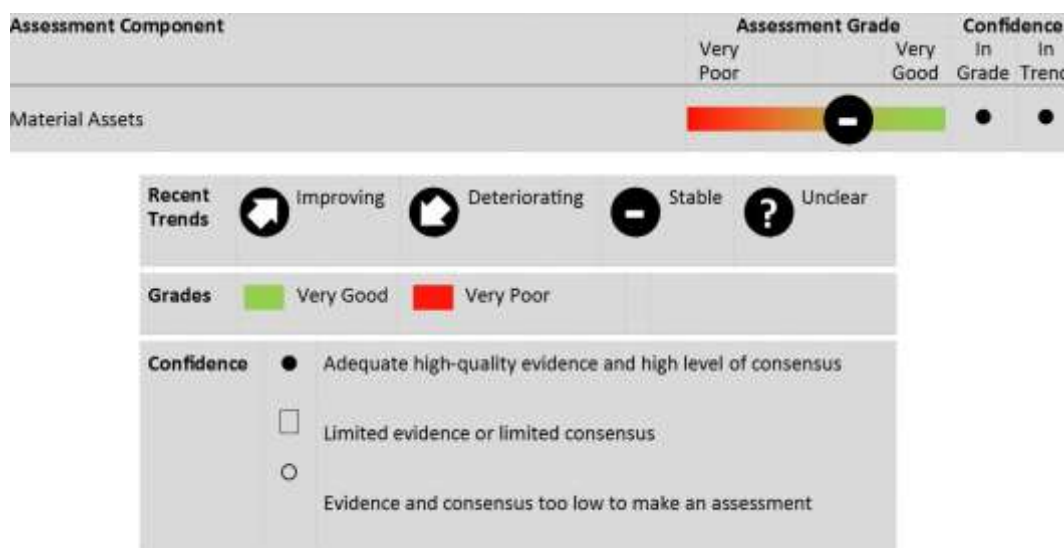 Assessment Component Assessment Grade Confidence
Very Very In In
Poor Good Grade Trend
Material Assets
Recent Improving Deteriorating Stable ? Unclear
Trends
Grades Very Good Very Poor
Confidence Adequate high-quality evidence and high level of consensus
Limited evidence or limited consensus
Evidence and consensus too low to make an assessment